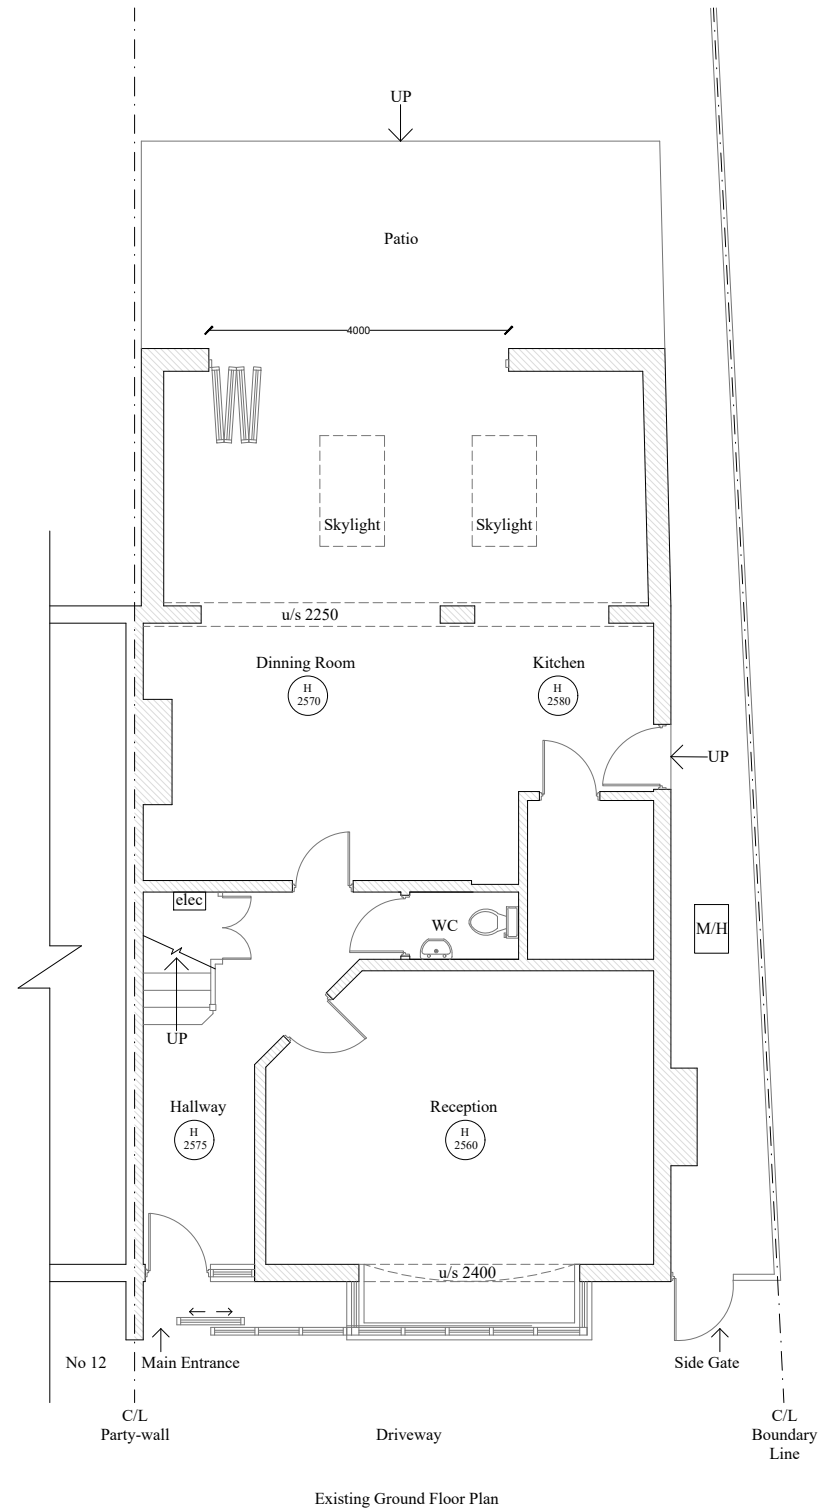 UP
Patio
4000
Skylight
Skylight
u/s 2250
Dinning Room
H
2570
Kitchen
H
2580
UP
elec
WC
M/H
UP
Hallway
H
2575
Reception
H
2560
u/s 2400
No 12
Main Entrance
Side Gate
C/L
Party-wall
Driveway
C/L
Boundary
Line
Existing Ground Floor Plan